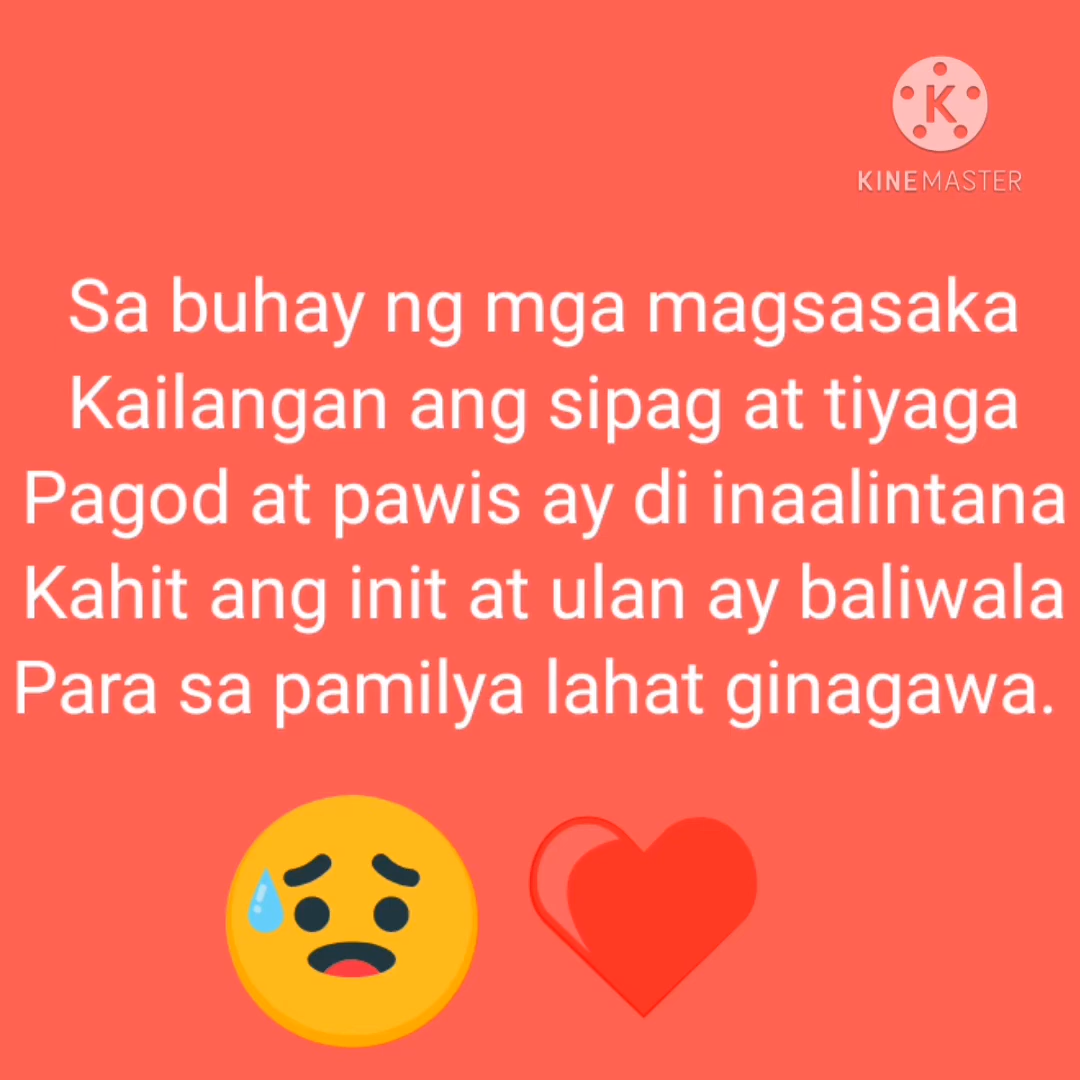 K
KINEMASTER
Sa buhay ng mga magsasaka
Kailangan ang sipag at tiyaga
Pagod at pawis ay di inaalintana
Kahit ang init at ulan ay baliwala
Para sa pamilya lahat ginagawa.